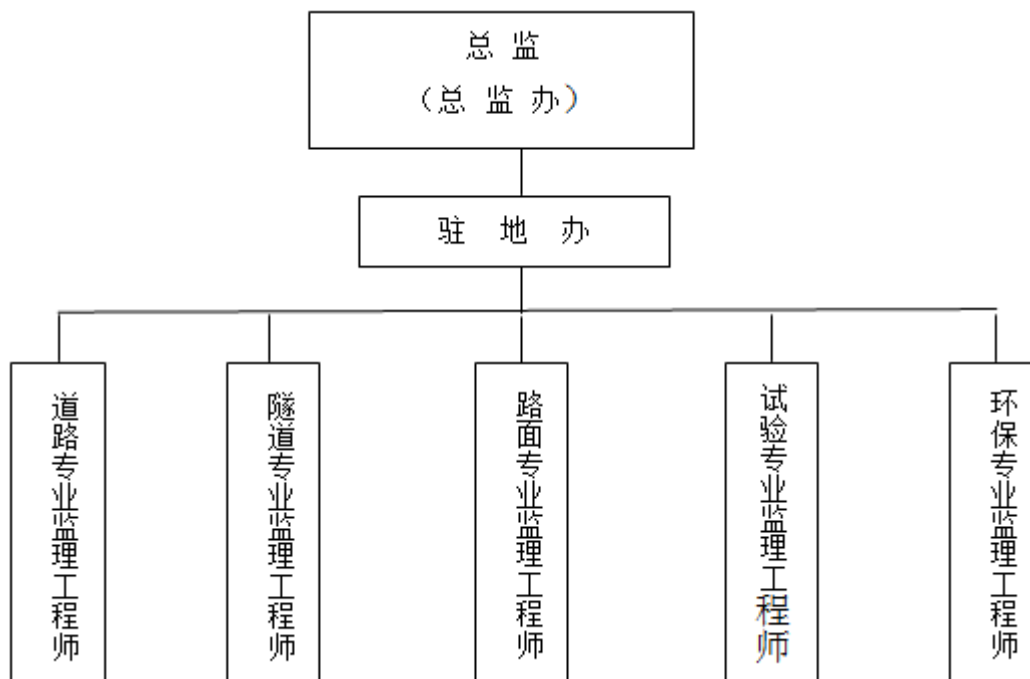 总 监
（总 监 办）
驻 地 办
道路专业监理工程师
隧道专业监理工程师
路面专业监理工程师
试验专业监理工程师
环保专业监理工程师